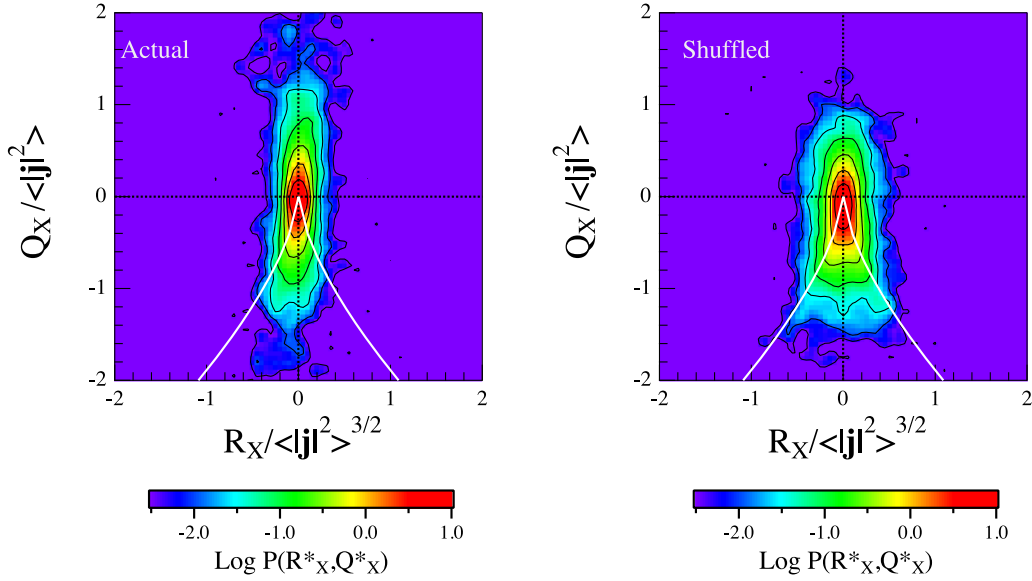 Actual
2
1
0
-1
-2
Q_X /<|j|^2>
-2 -1 0 1 2
R_X/<|j|^2>^3/2
-2.0 -1.0 0.0 1.0
Log P(R*_X,Q*_X)
Shuffled
2
1
0
-1
-2
Q_X /<|j|^2>
-2 -1 0 1 2
R_X/<|j|^2>^3/2
-2.0 -1.0 0.0 1.0
Log P(R*_X,Q*_X)